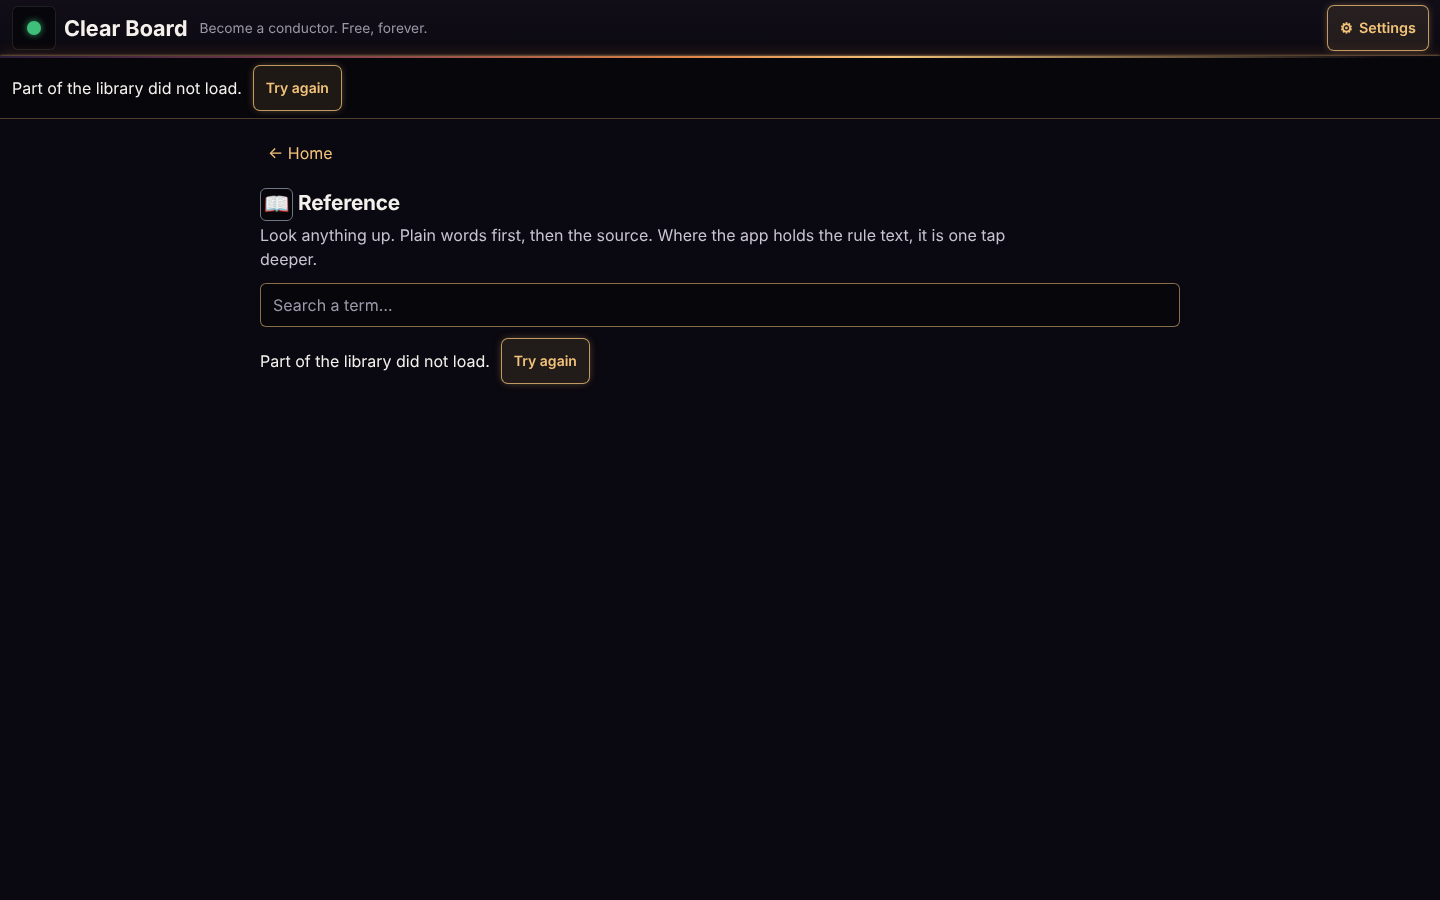 Clear Board Become a conductor. Free, forever.
⚙ Settings
Part of the library did not load. Try again
← Home
📖 Reference
Look anything up. Plain words first, then the source. Where the app holds the rule text, it is one tap
deeper.
Search a term...
Part of the library did not load. Try again